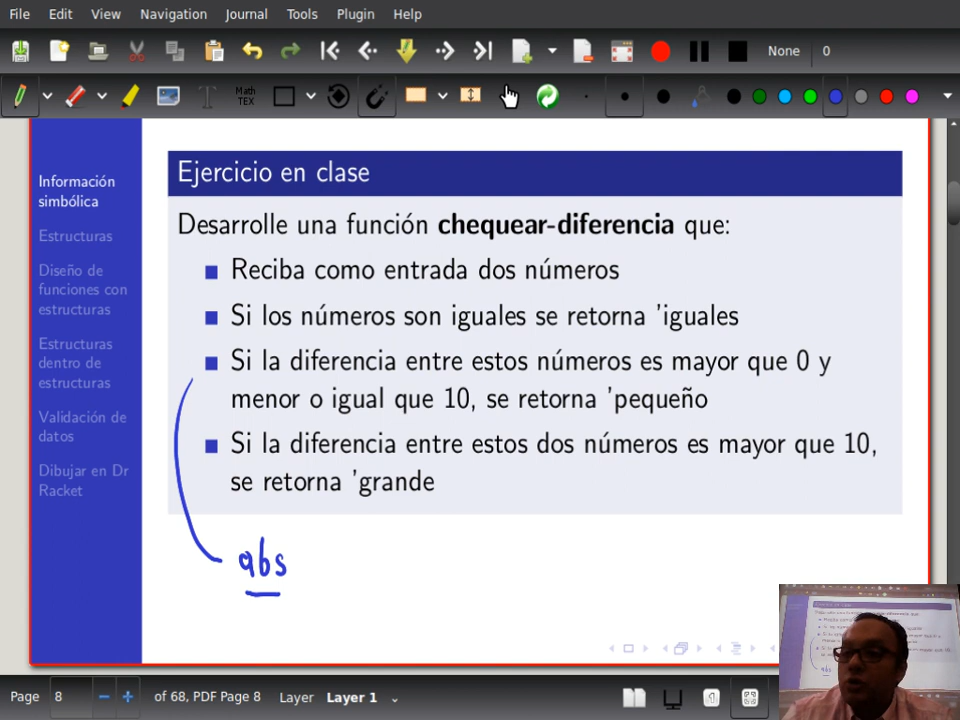 File Edit View Navigation Journal Tools Plugin Help
None 0
Math
TEX
Información
simbólica
Estructuras
Diseño de
funciones con
estructuras
Estructuras
dentro de
estructuras
Validación de
datos
Dibujar en Dr
Racket
Ejercicio en clase
Desarrolle una función chequear-diferencia que:
Reciba como entrada dos números
Si los números son iguales se retorna 'iguales
Si la diferencia entre estos números es mayor que 0 y
menor o igual que 10, se retorna 'pequeño
Si la diferencia entre estos dos números es mayor que 10,
se retorna 'grande
abs
Page 8 of 68, PDF Page 8 Layer Layer 1